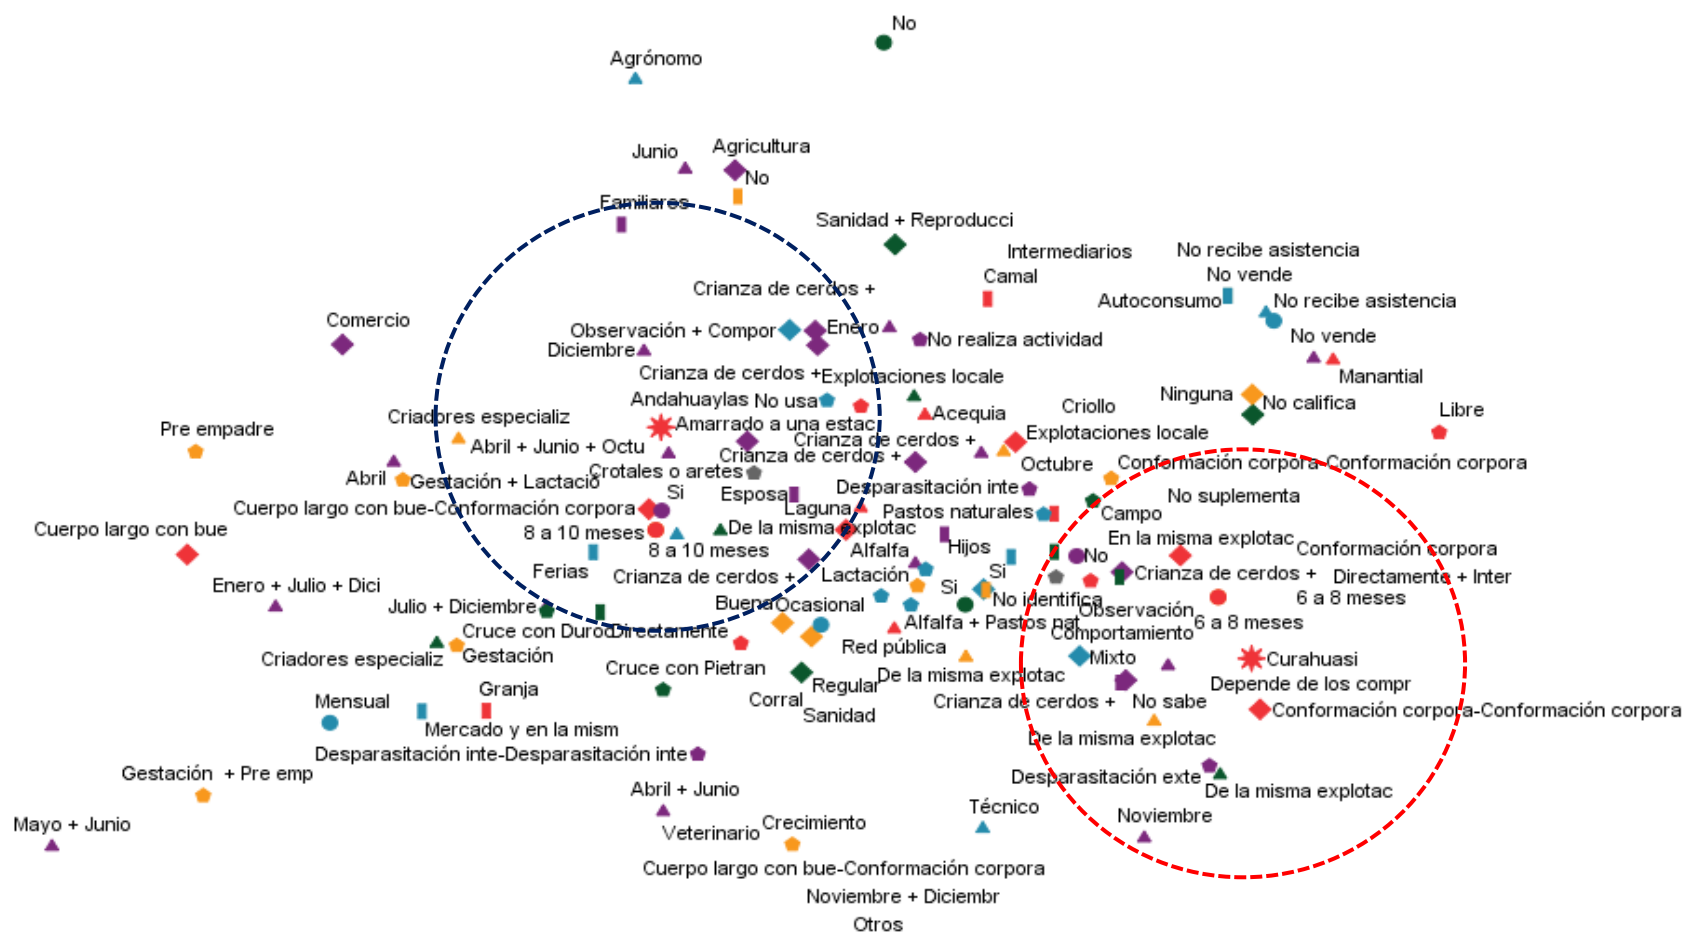 No
Agrónomo
Junio
Agricultura
No
Familiares
Sanidad + Reproducci
Intermediarios
No recibe asistencia
Camal
No vende
Crianza de cerdos +
Autoconsumo
No recibe asistencia
Comercio
Observación + Compor
Enero
No realiza actividad
No vende
Diciembre
Crianza de cerdos +
Explotaciones locale
Manantial
Andahuaylas
No usa
Ninguna
No califica
Criollo
Libre
Criadores especializ
Amarrado a una estac
Acequia
Pre empadre
Abril + Junio + Octu
Crianza de cerdos +
Explotaciones locale
Crianza de cerdos +
Octubre
Conformación corpora-Conformación corpora
Abril
Gestación + Lactació
Crotales o aretes
Si
Esposa
Desparasitación inte
No suplementa
Cuerpo largo con bue-Conformación corpora
Laguna
Pastos naturales
Campo
Cuerpo largo con bue
8 a 10 meses
De la misma explotac
En la misma explotac
8 a 10 meses
Alfalfa
Hijos
No
Conformación corpora
Ferias
Crianza de cerdos +
Lactación
Si
Crianza de cerdos +
Directamente + Inter
Enero + Julio + Dici
Si
No identifica
6 a 8 meses
Julio + Diciembre
Buena
Ocasional
Observación
6 a 8 meses
Cruce con Duroc
Directamente
Alfalfa + Pastos nat
Comportamiento
Criadores especializ
Gestación
Red pública
Mixto
Curahuasi
Cruce con Pietran
De la misma explotac
Mensual
Granja
Corral
Regular
Depende de los compr
Sanidad
Crianza de cerdos +
No sabe
Conformación corpora-Conformación corpora
Mercado y en la mism
De la misma explotac
Desparasitación inte-Desparasitación inte
Gestación + Pre emp
Desparasitación exte
Abril + Junio
De la misma explotac
Mayo + Junio
Veterinario
Crecimiento
Técnico
Noviembre
Cuerpo largo con bue-Conformación corpora
Noviembre + Diciembr
Otros